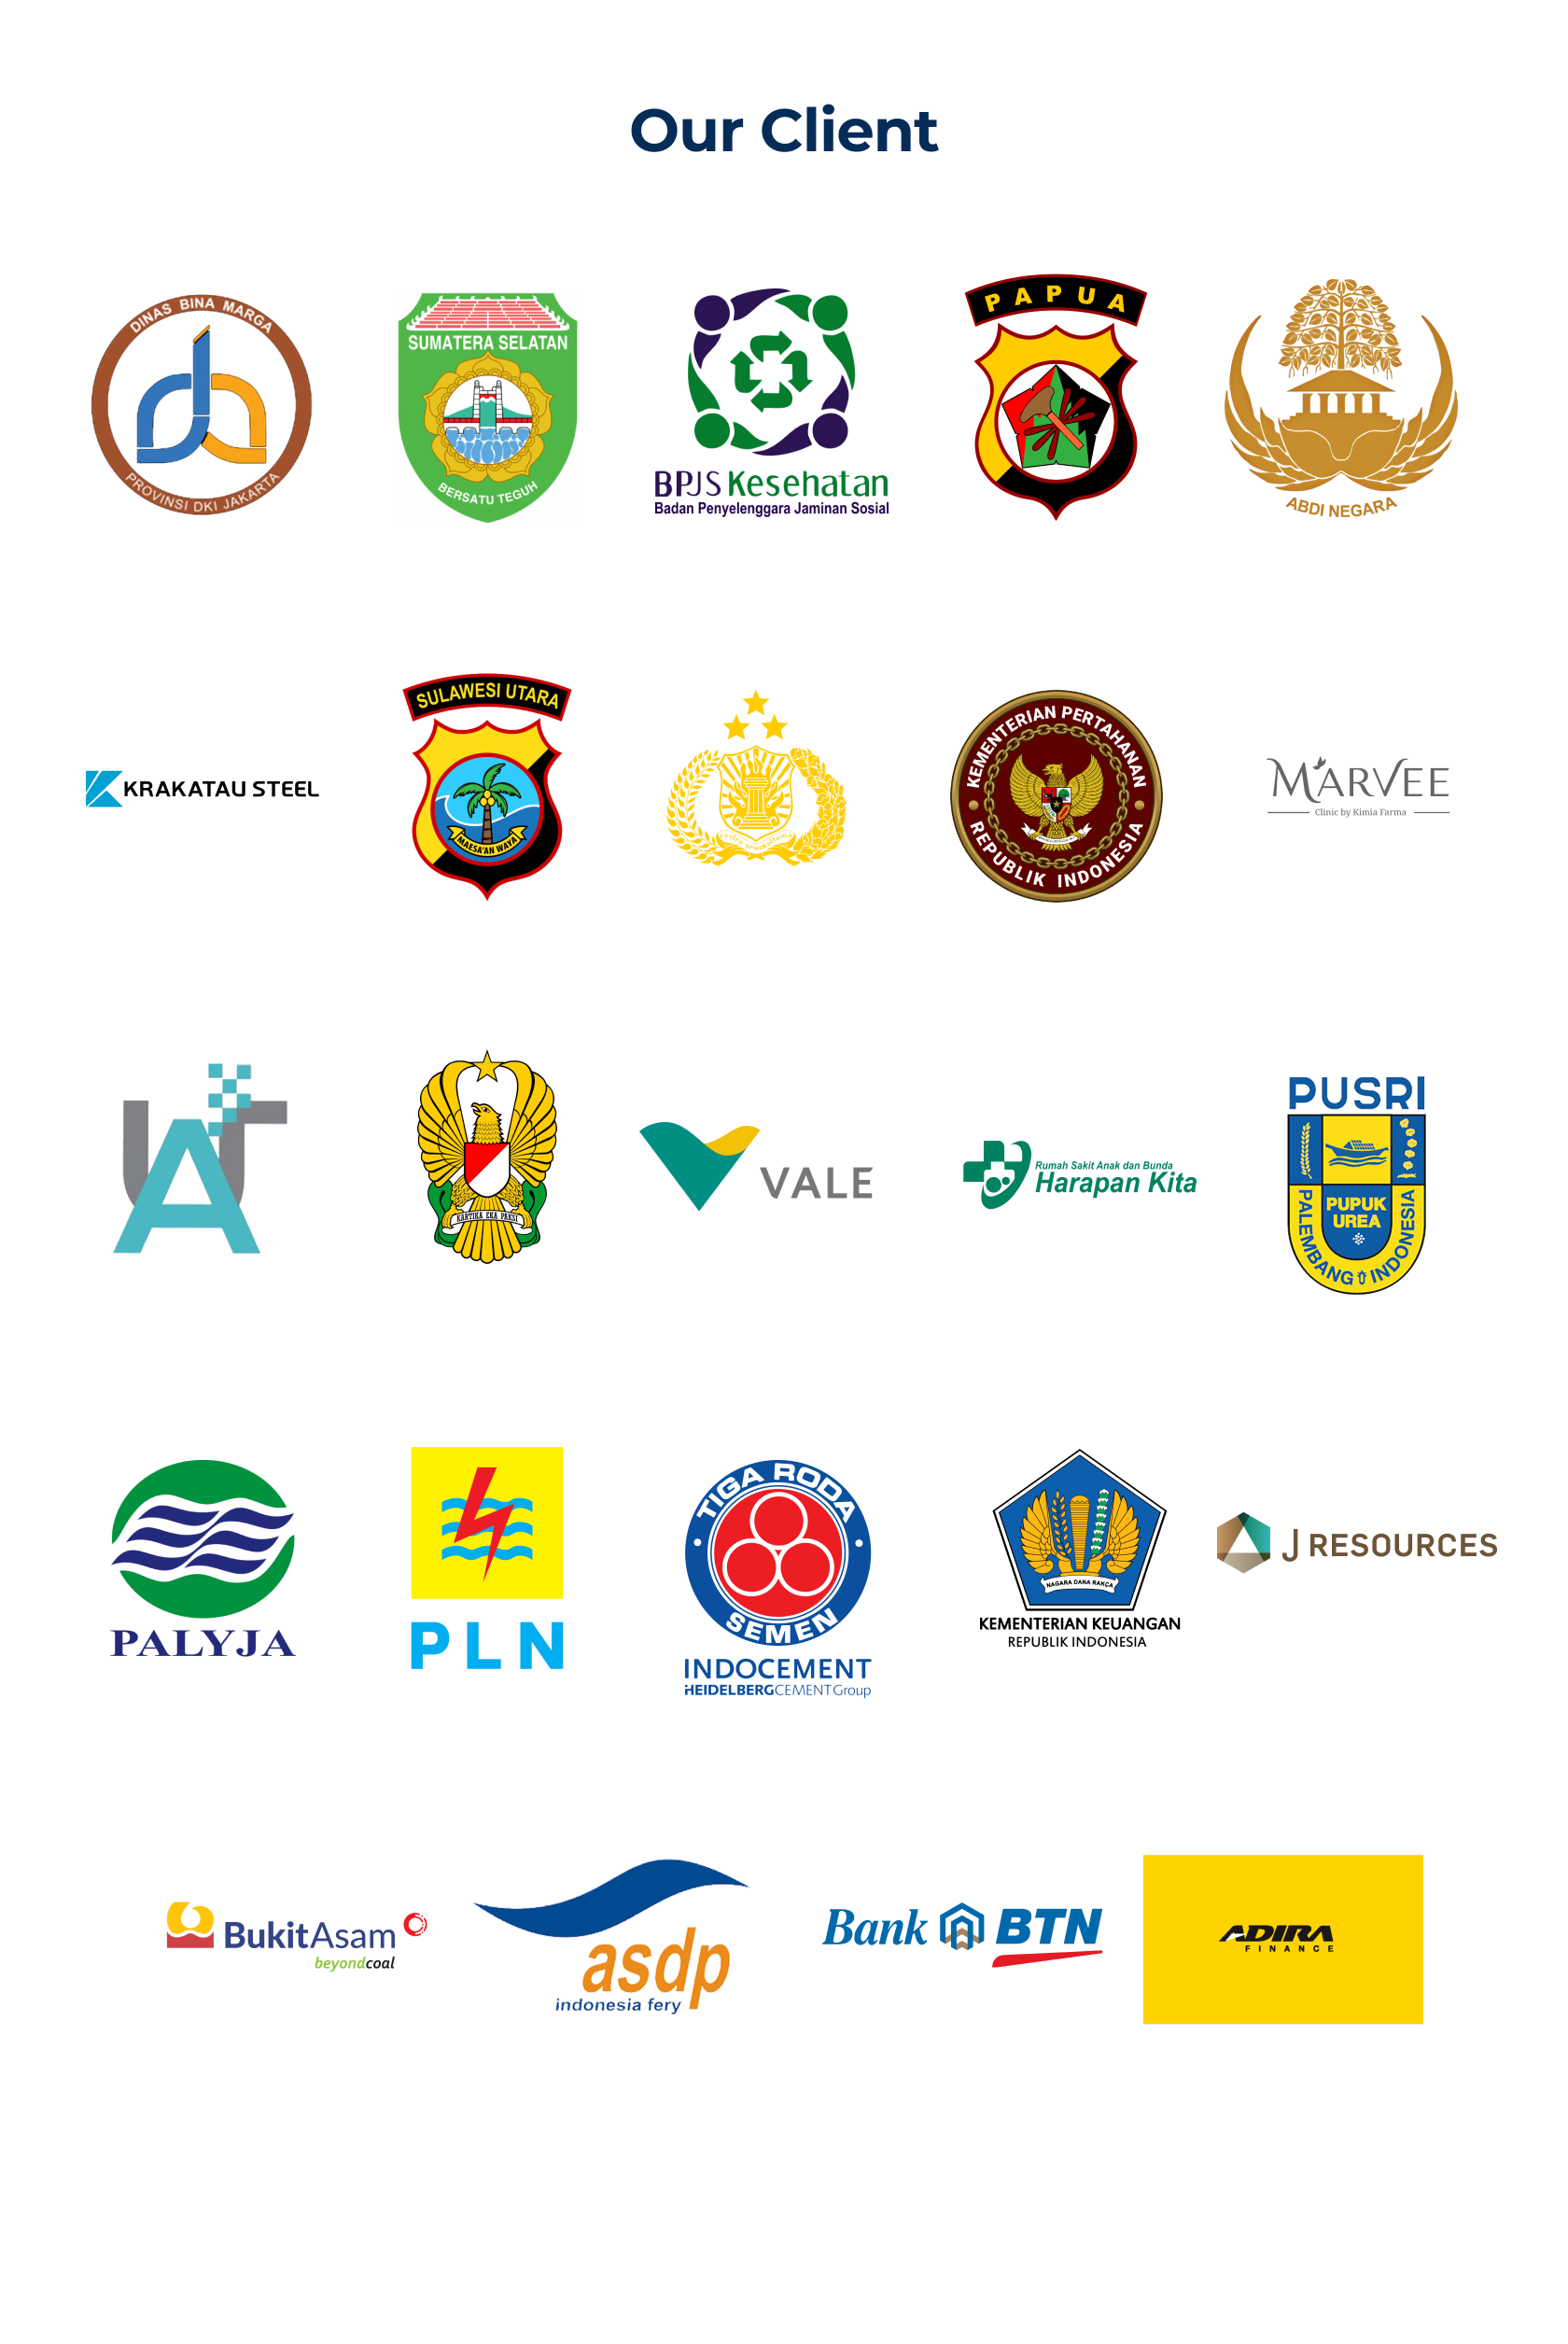 Our Client
DINAS BINA MARGA
PROVINSI DKI JAKARTA
SUMATERA SELATAN
BERSATU TEGUH
BPJS Kesehatan
Badan Penyelenggara Jaminan Sosial
PAPUA
ABDI NEGARA
KRAKATAU STEEL
SULAWESI UTARA
MAESA'AN WAYA
KEMENTERIAN PERTAHANAN
REPUBLIK INDONESIA
MARVEE
Clinic by Kimia Farma
UAT
KARTIKA EKA PAKSI
VALE
Rumah Sakit Anak dan Bunda
Harapan Kita
PUSRI
PUPUK
UREA
PALEMBANG INDONESIA
PALYJA
PLN
TIGA RODA
SEMEN
INDOCEMENT
HEIDELBERGCEMENTGroup
NAGARA DANA RAKÇA
KEMENTERIAN KEUANGAN
REPUBLIK INDONESIA
J RESOURCES
BukitAsam
beyondcoal
asdp
indonesia fery
Bank BTN
ADIRA
FINANCE